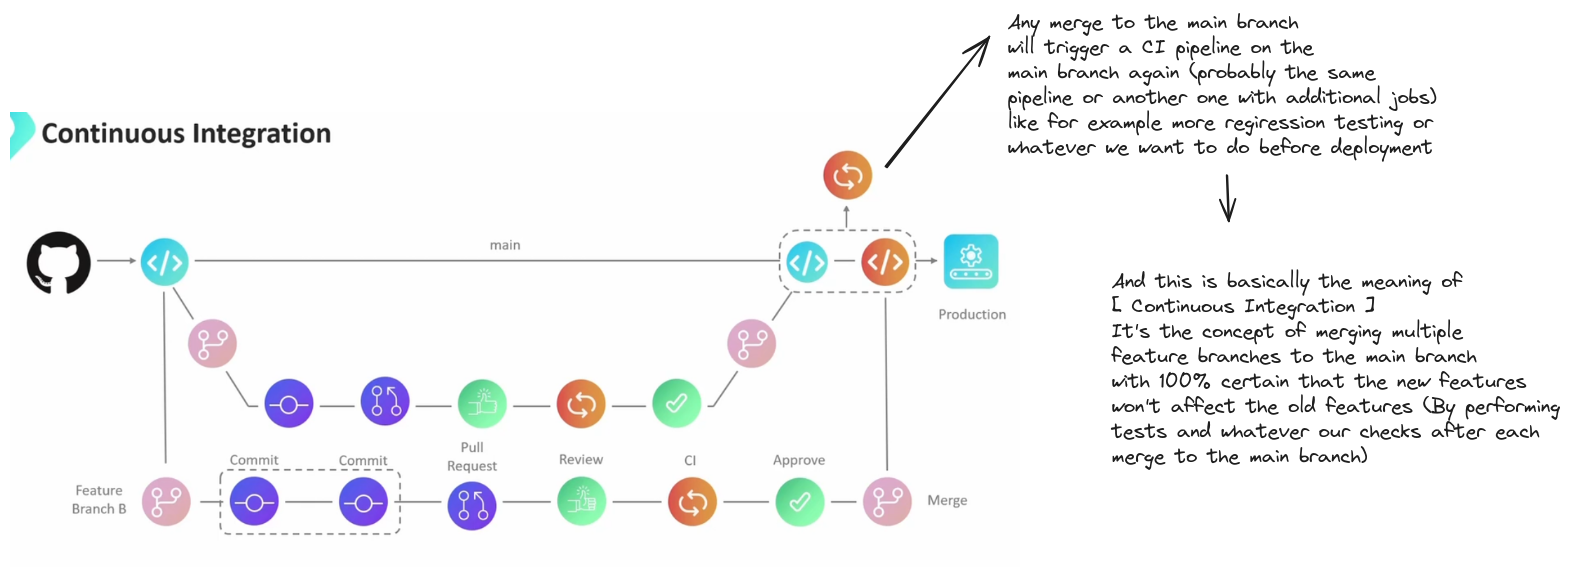 Any merge to the main branch
will trigger a CI pipeline on the
main branch again (probably the same
pipeline or another one with additional jobs)
like for example more regiression testing or
whatever we want to do before deployment
Continuous Integration
main
Production
And this is basically the meaning of
[ Continuous Integration ]
It's the concept of merging multiple
feature branches to the main branch
with 100% certain that the new features
won't affect the old features (By performing
tests and whatever our checks after each
merge to the main branch)
Pull
Request
Commit
Commit
Review
CI
Approve
Feature
Branch B
Merge